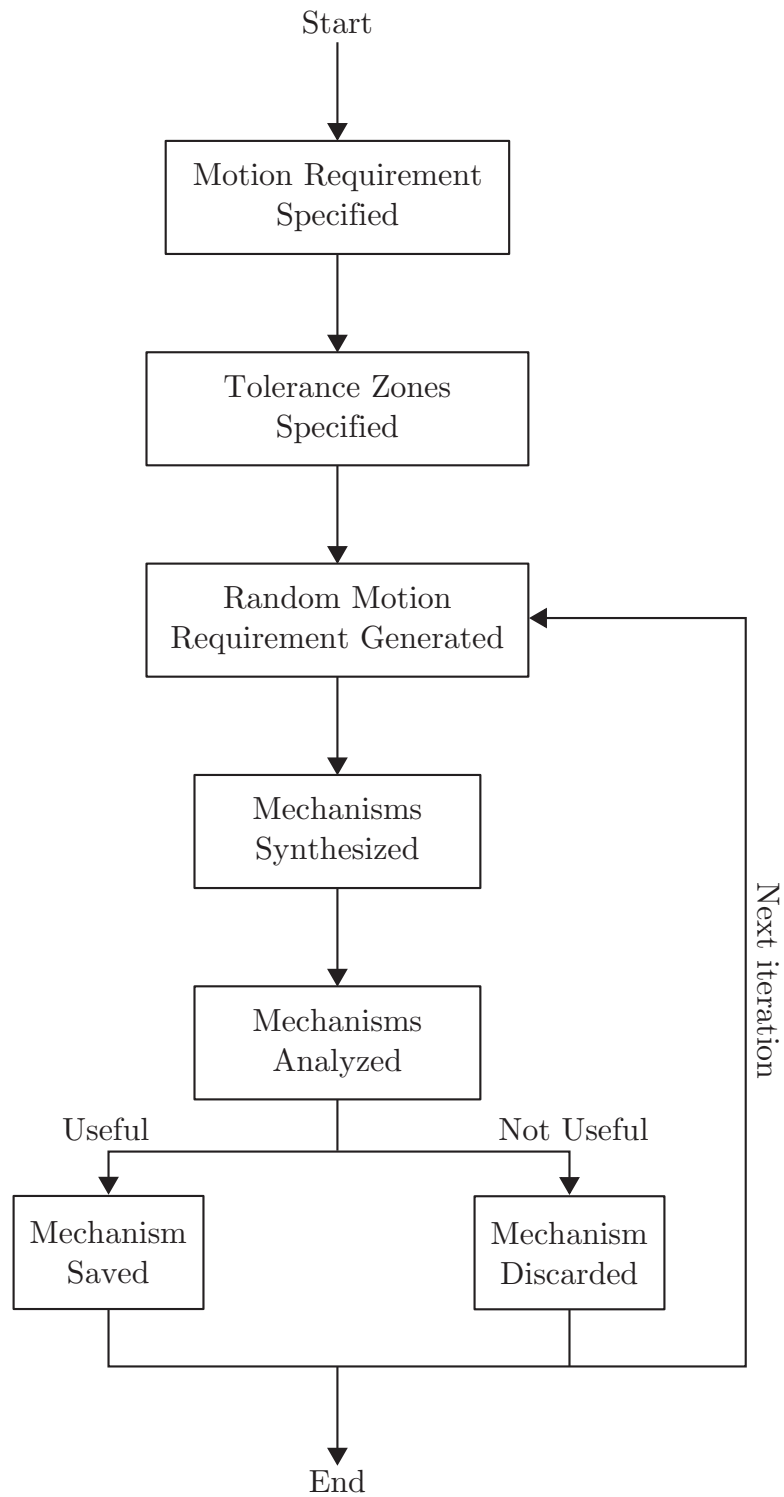 Start
Motion Requirement
Specified
Tolerance Zones
Specified
Random Motion
Requirement Generated
Mechanisms
Synthesized
Mechanisms
Analyzed
Next iteration
Useful
Not Useful
Mechanism
Saved
Mechanism
Discarded
End